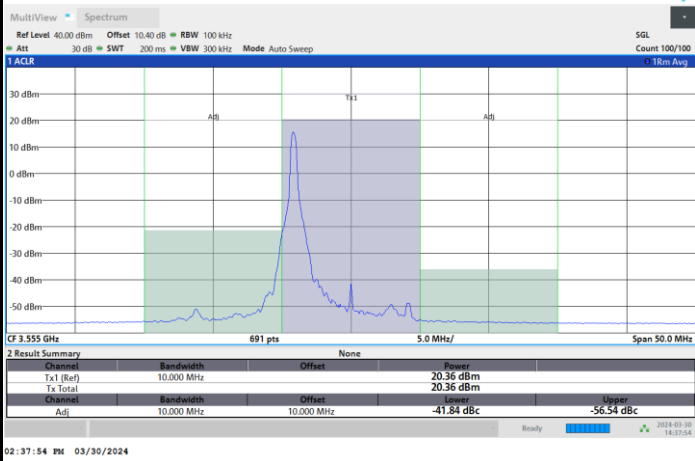 MultiView Spectrum
Ref Level 40.00 dBm Offset 10.40 dB RBW 100 kHz SGL
Att 30 dB SWT 200 ms VBW 300 kHz Mode Auto Sweep Count 100/100
1 ACLR 1Rm Avg
Tx1
30 dBm
Adj Adj
20 dBm
10 dBm
0 dBm
-10 dBm
-20 dBm
-30 dBm
-40 dBm
-50 dBm
CF 3.555 GHz 691 pts 5.0 MHz/ Span 50.0 MHz
2 Result Summary None
Channel Bandwidth Offset Power
Tx1 (Ref) 10.000 MHz 20.36 dBm
Tx Total 20.36 dBm
Channel Bandwidth Offset Lower Upper
Adj 10.000 MHz 10.000 MHz -41.84 dBc -56.54 dBc
Ready 2024-03-30
14:37:54
02:37:54 PM 03/30/2024